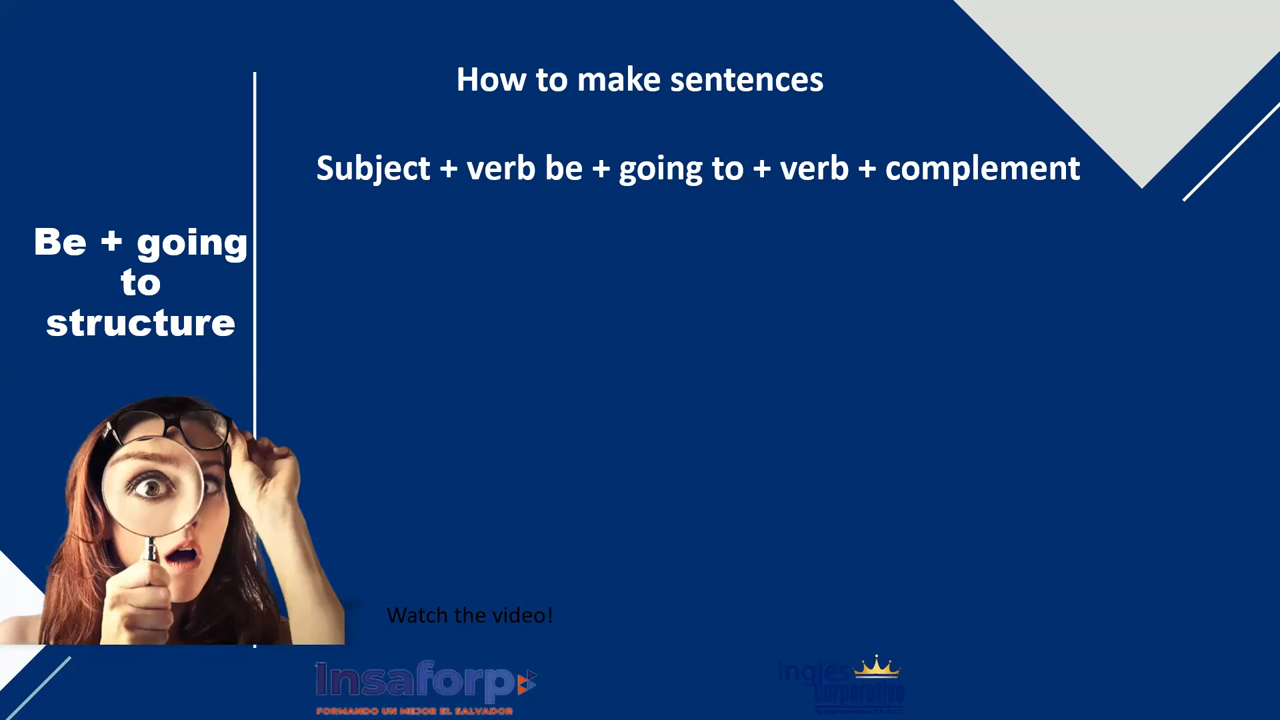 How to make sentences
Subject + verb be + going to + verb + complement
Be + going
to
structure
Watch the video!
Insaforp
FORMANDO UN MEJOR EL SALVADOR
Inglés
Corporativo